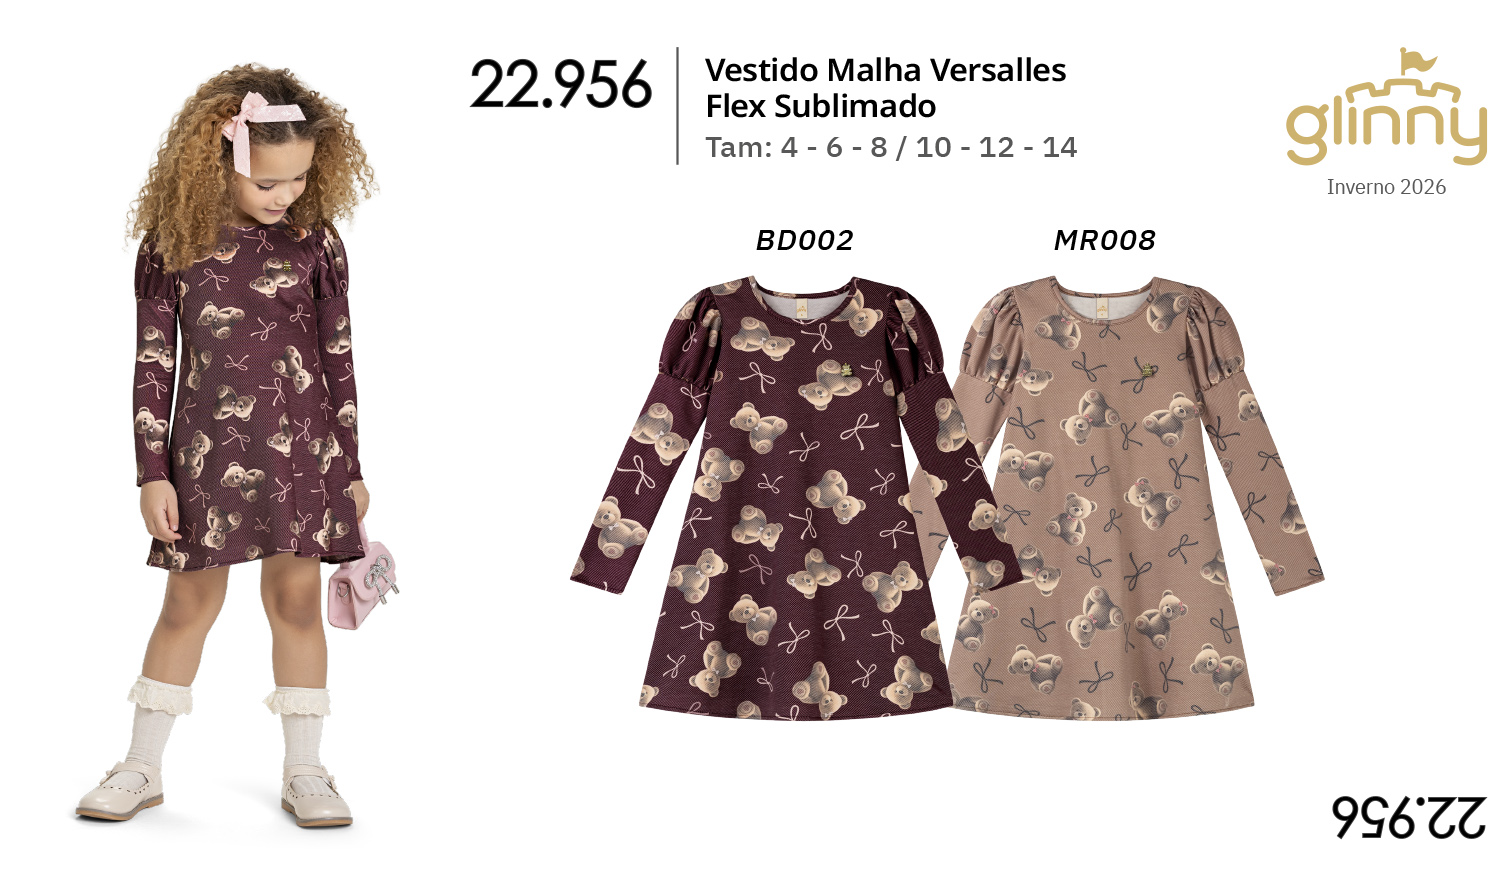 22.956
Vestido Malha Versalles
Flex Sublimado
Tam: 4 - 6 - 8 / 10 - 12 - 14
glinny
Inverno 2026
BD002
MR008
22.956